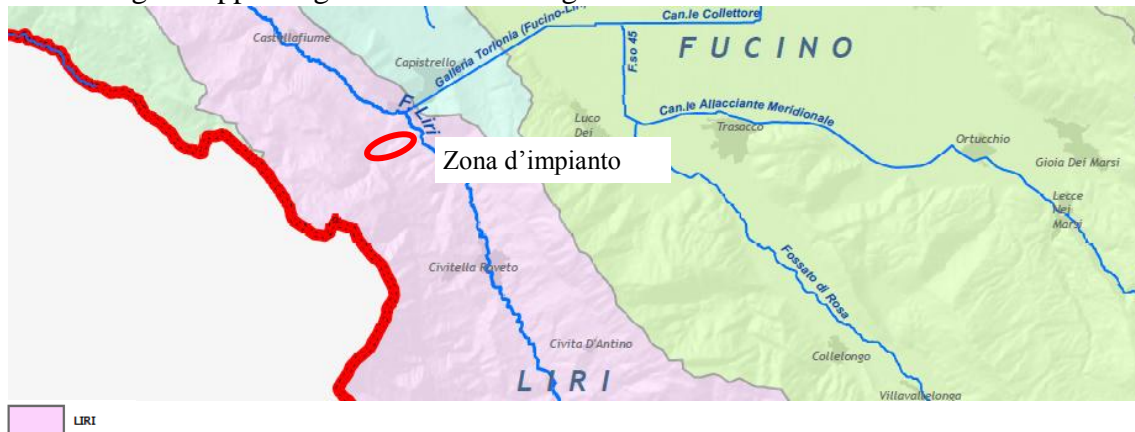 Can.le Collettore
Castellafiume
FUCINO
Galleria Torlonia (Fucino-Liri)
Capistrello
F.so 45
F. Liri
Can.le Allacciante Meridionale
Luco
Dei
Trasacco
Ortucchio
Zona d'impianto
Gioia Dei Marsi
Lecce
Nei
Marsi
Civitella Roveto
Fossato di Rosa
Civita D'Antino
Collelongo
LIRI
Villavallelonga
LIRI